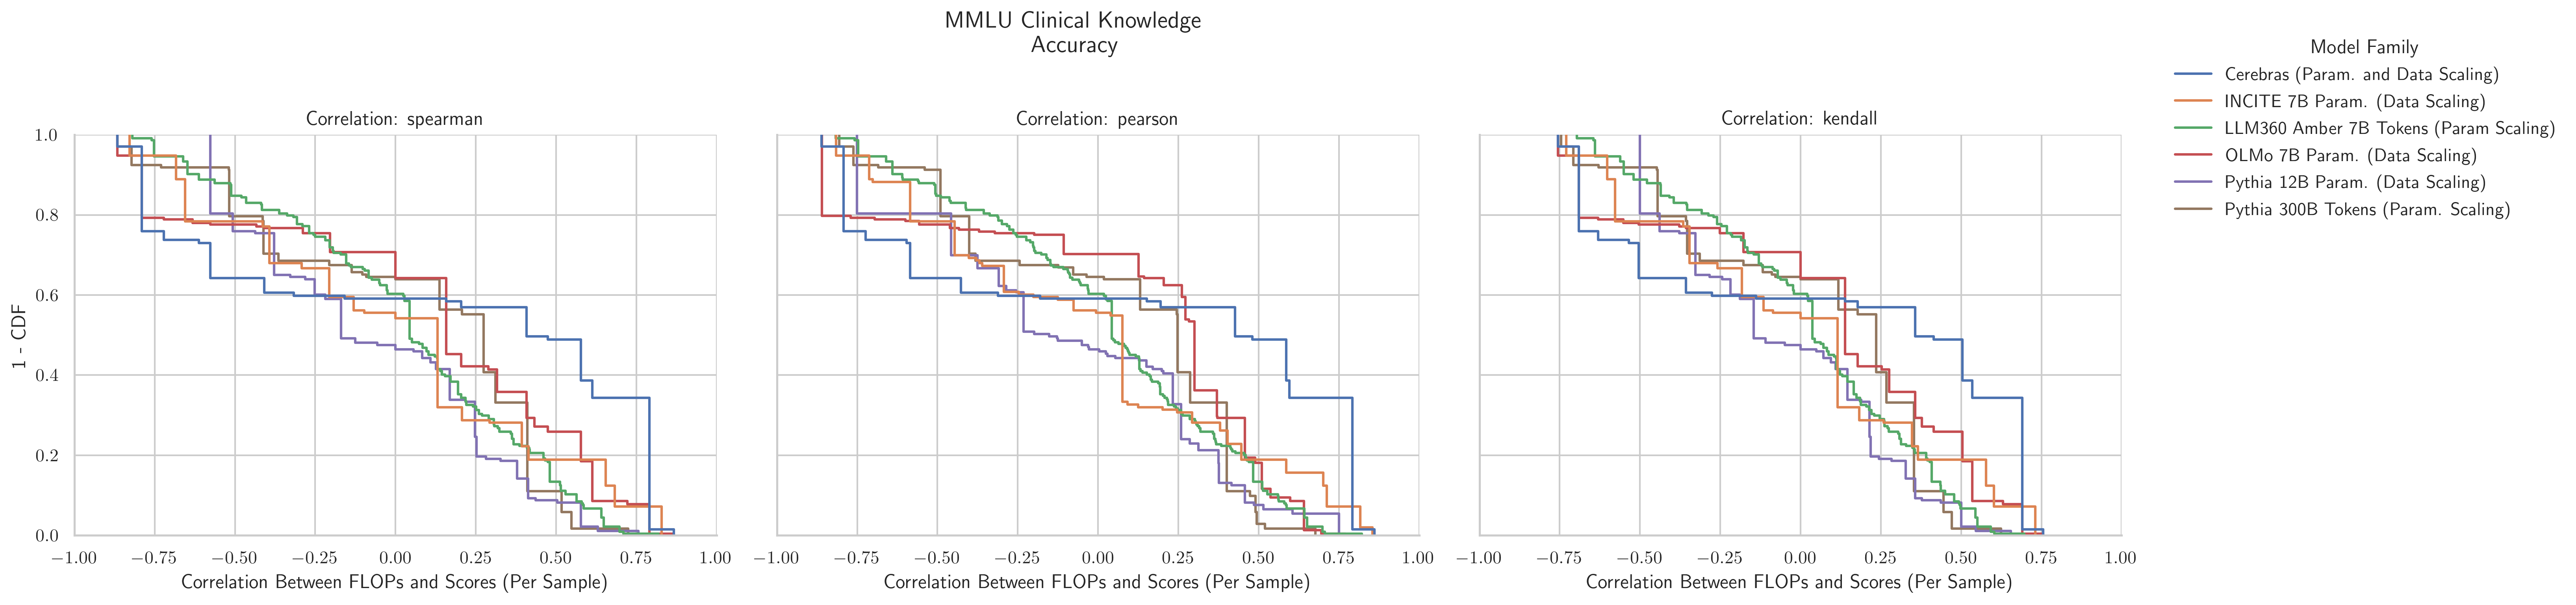 MMLU Clinical Knowledge
Accuracy
Model Family
Cerebras (Param. and Data Scaling)
INCITE 7B Param. (Data Scaling)
LLM360 Amber 7B Tokens (Param Scaling)
OLMo 7B Param. (Data Scaling)
Pythia 12B Param. (Data Scaling)
Pythia 300B Tokens (Param. Scaling)
Correlation: spearman
Correlation: pearson
Correlation: kendall
1 - CDF
1.0
0.8
0.6
0.4
0.2
0.0
−1.00 −0.75 −0.50 −0.25 0.00 0.25 0.50 0.75 1.00
−1.00 −0.75 −0.50 −0.25 0.00 0.25 0.50 0.75 1.00
−1.00 −0.75 −0.50 −0.25 0.00 0.25 0.50 0.75 1.00
Correlation Between FLOPs and Scores (Per Sample)
Correlation Between FLOPs and Scores (Per Sample)
Correlation Between FLOPs and Scores (Per Sample)